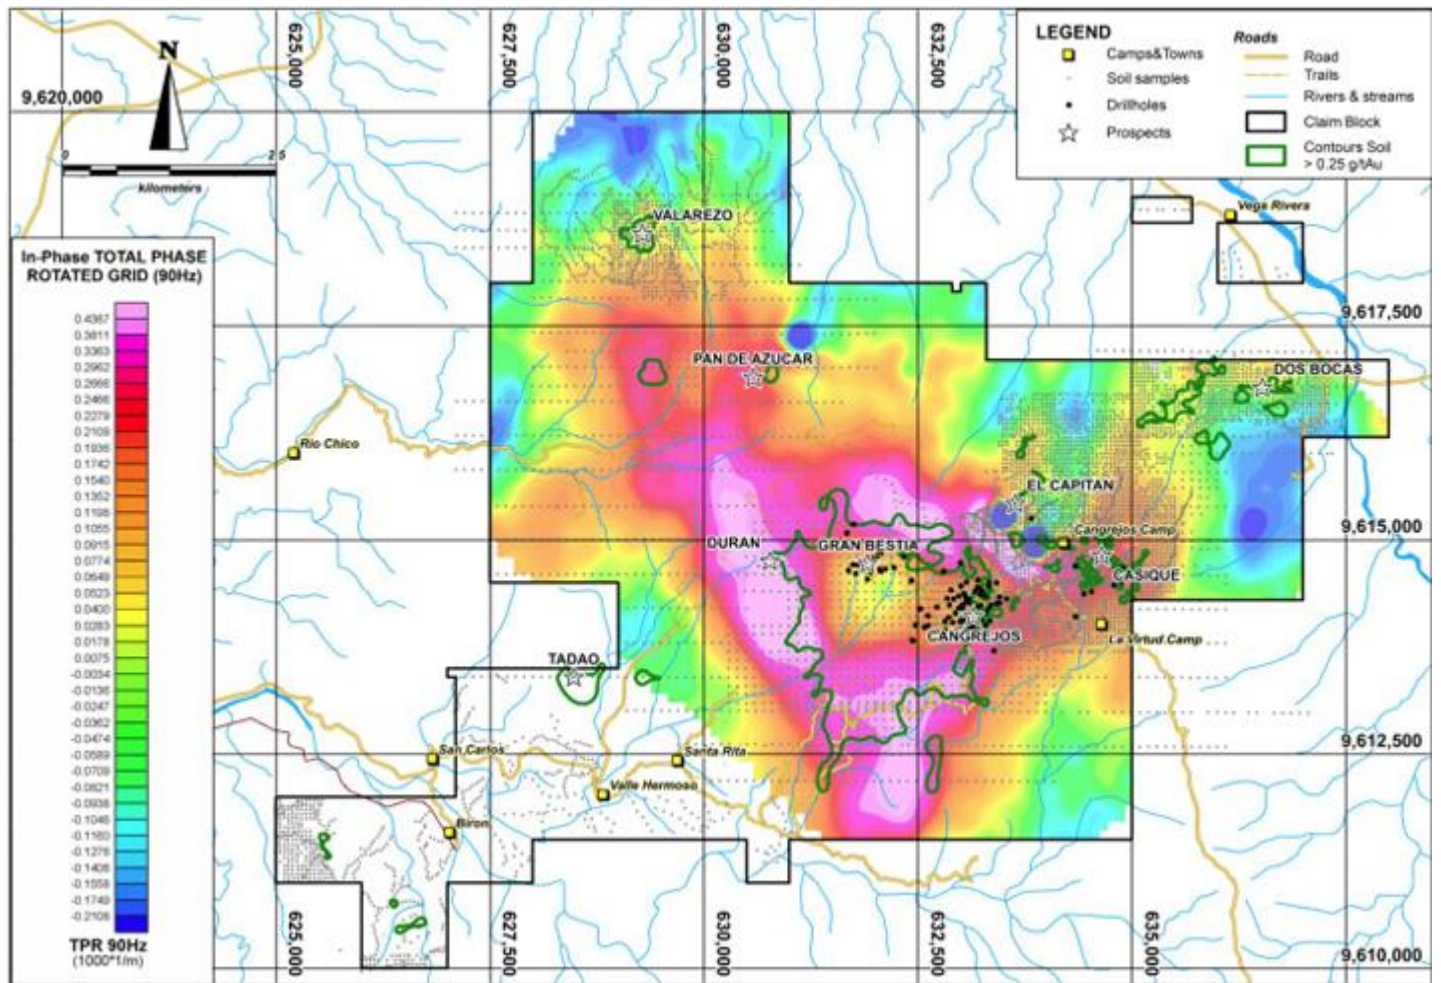 625,000
627,500
630,000
632,500
N
9,620,000
0
2.5
kilometers
LEGEND
Camps&Towns
Soil samples
Drillholes
Prospects
Roads
Road
Trails
Rivers & streams
Claim Block
Contours Soil
> 0.25 g/tAu
Vega Rivera
VALAREZO
In-Phase TOTAL PHASE
ROTATED GRID (90Hz)
0.4387
0.3811
0.3363
0.2962
0.2668
0.2466
0.2279
0.2109
0.1936
0.1742
0.1540
0.1352
0.1198
0.1055
0.0915
0.0774
0.0649
0.0523
0.0400
0.0283
0.0178
0.0075
-0.0034
-0.0136
-0.0247
-0.0362
-0.0474
-0.0589
-0.0709
-0.0821
-0.0938
-0.1046
-0.1160
-0.1276
-0.1408
-0.1558
-0.1749
-0.2108
TPR 90Hz
(1000*1/m)
9,617,500
PAN DE AZUCAR
DOS BOCAS
Rio Chico
EL CAPITAN
Cangrejos Camp
9,615,000
DURAN
GRAN BESTIA
CASIQUE
CANGREJOS
La Virtud Camp
TADAO
San Carlos
Santa Rita
9,612,500
Valle Hermoso
Biron
625,000
627,500
630,000
632,500
635,000
9,610,000